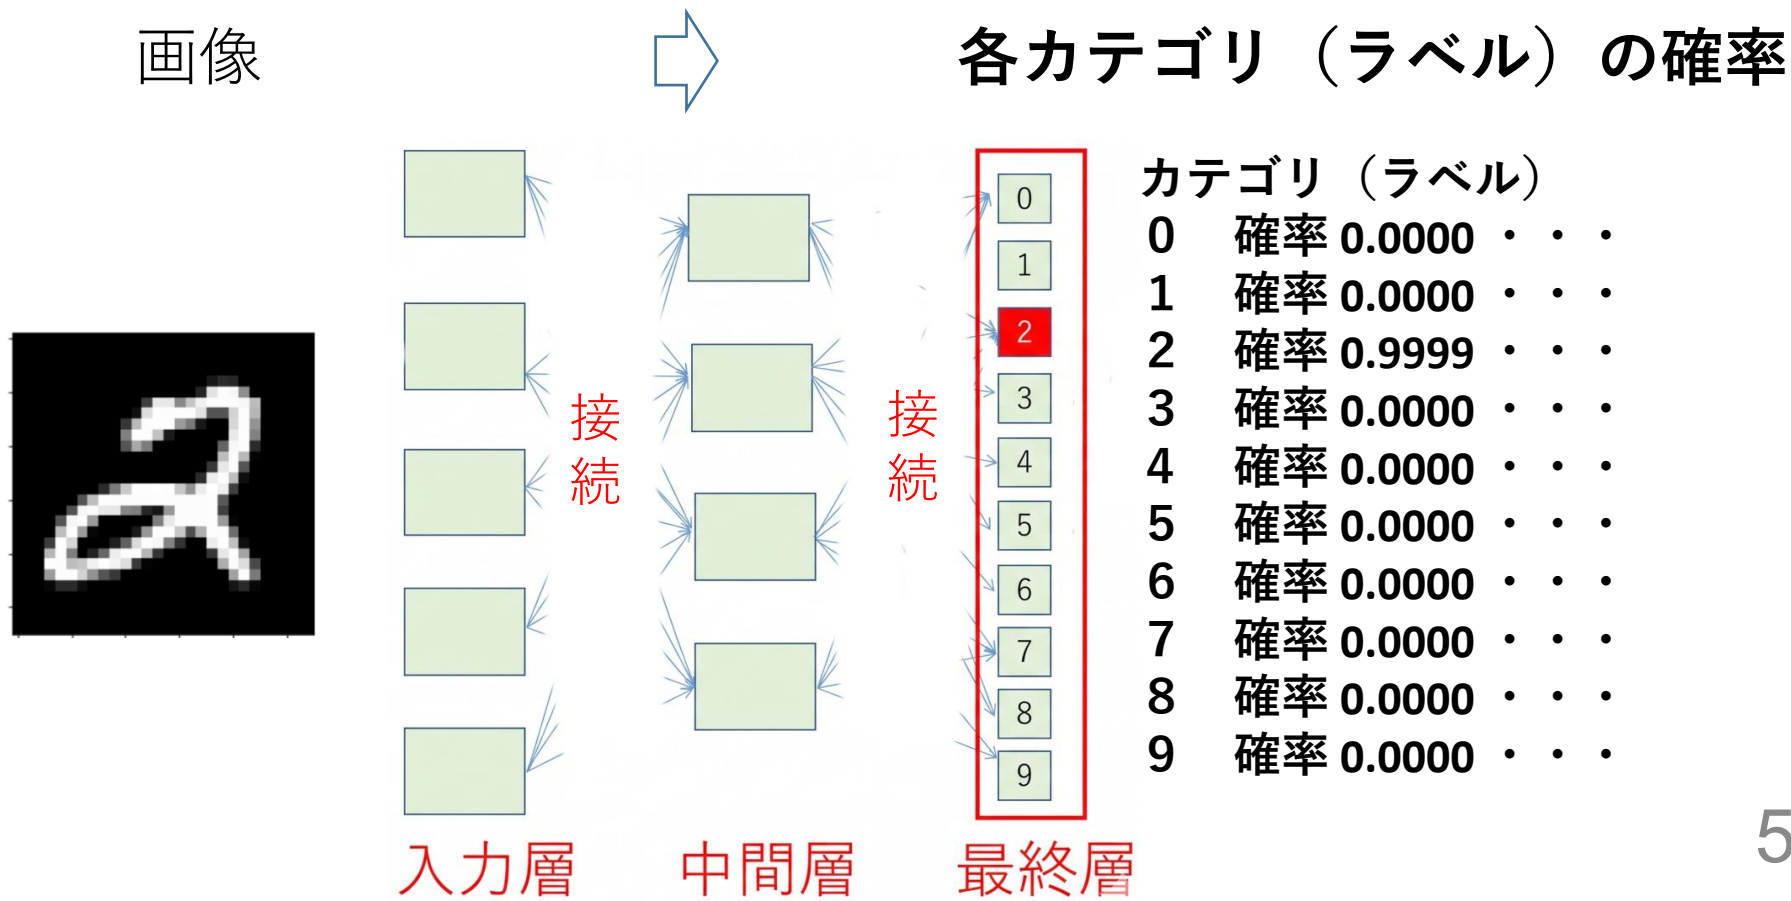 画像
各カテゴリ（ラベル）の確率
カテゴリ（ラベル）
0 確率 0.0000 ・・・
1 確率 0.0000 ・・・
2 確率 0.9999 ・・・
3 確率 0.0000 ・・・
4 確率 0.0000 ・・・
5 確率 0.0000 ・・・
6 確率 0.0000 ・・・
7 確率 0.0000 ・・・
8 確率 0.0000 ・・・
9 確率 0.0000 ・・・
2
接続
接続
0
1
2
3
4
5
6
7
8
9
入力層
中間層
最終層
5